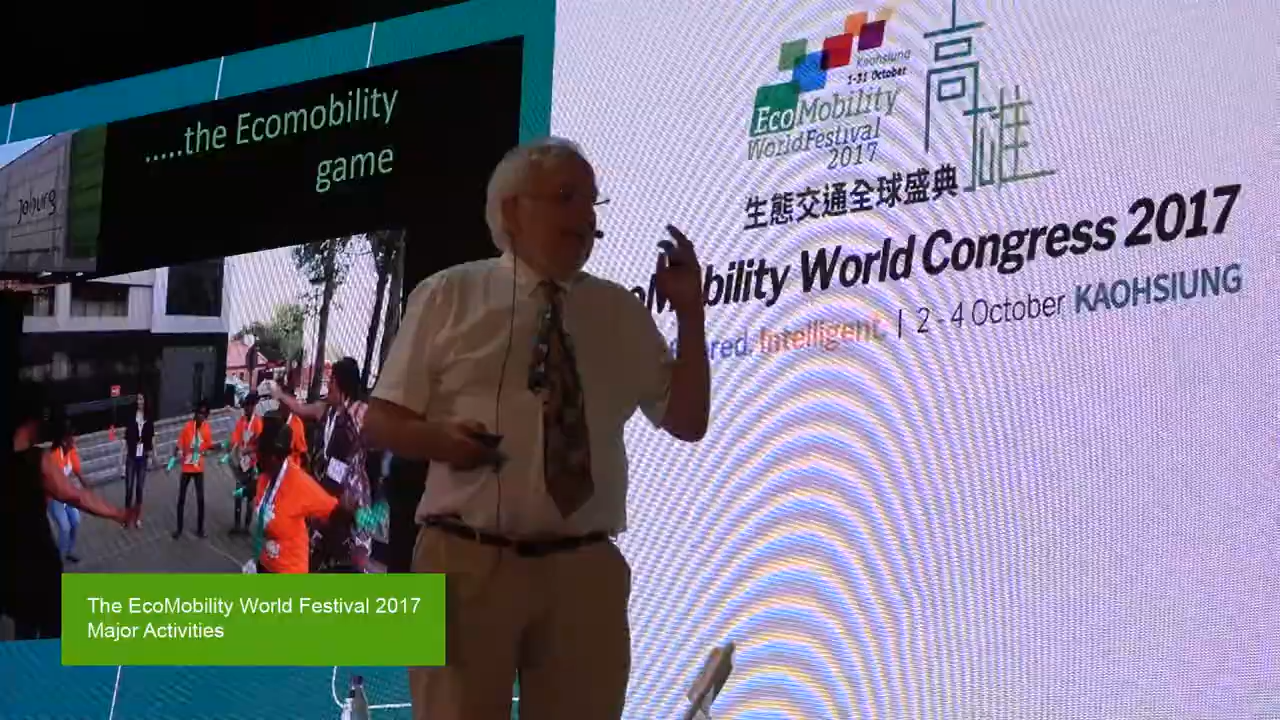 .....the Ecomobility
game
Joburg
Kaohsiung
1-31 October
EcoMobility
WorldFestival
2017
高雄
生態交通全球盛典
Mobility World Congress 2017
Intelligent. | 2 - 4 October KAOHSIUNG
The EcoMobility World Festival 2017
Major Activities